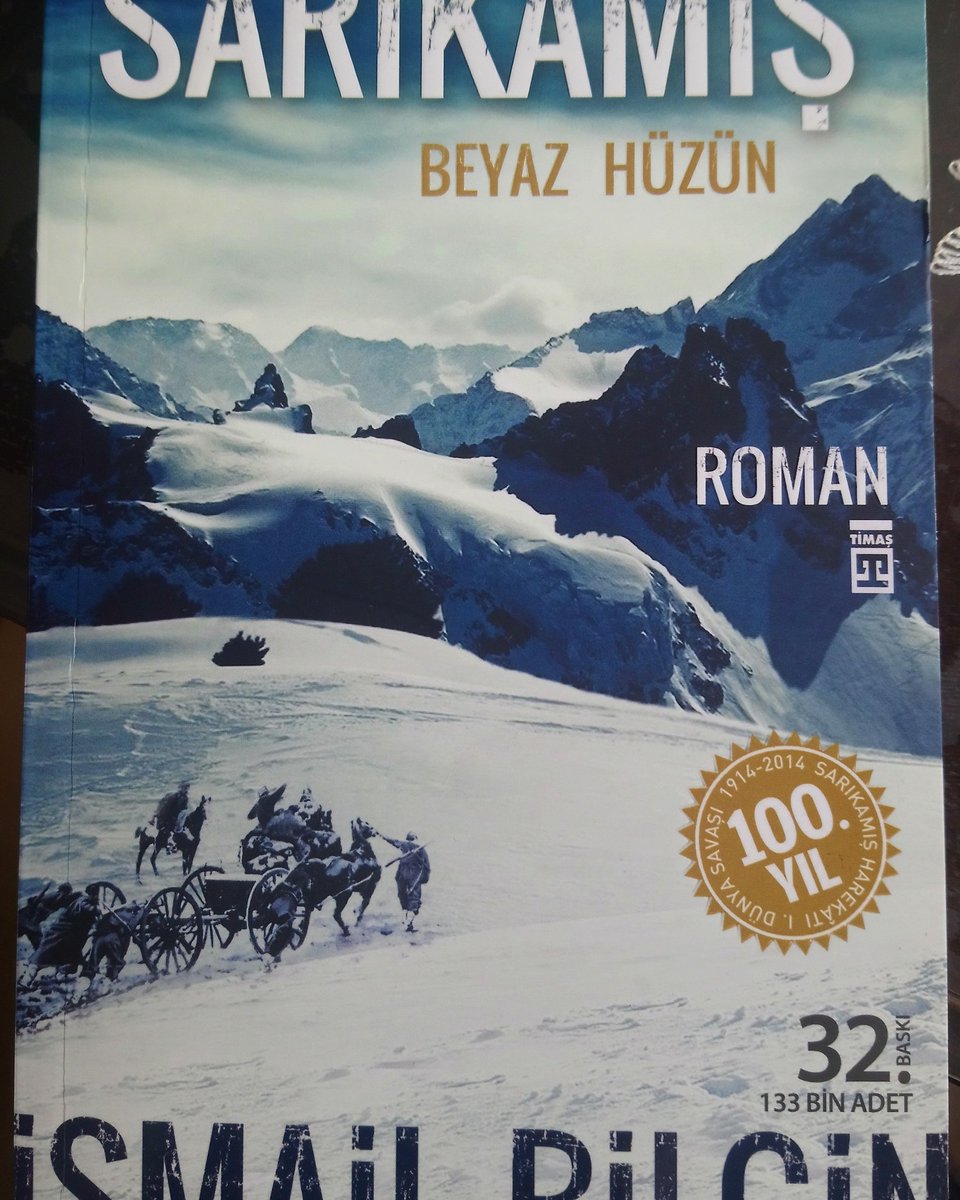 SARIKAMIŞ
BEYAZ HÜZÜN
ROMAN
TİMAŞ
I. DÜNYA SAVAŞI 1914-2014 SARIKAMIŞ HAREKÂTI
100.
YIL
32. BASKI
133 BİN ADET
İSMAİL BİLGİN